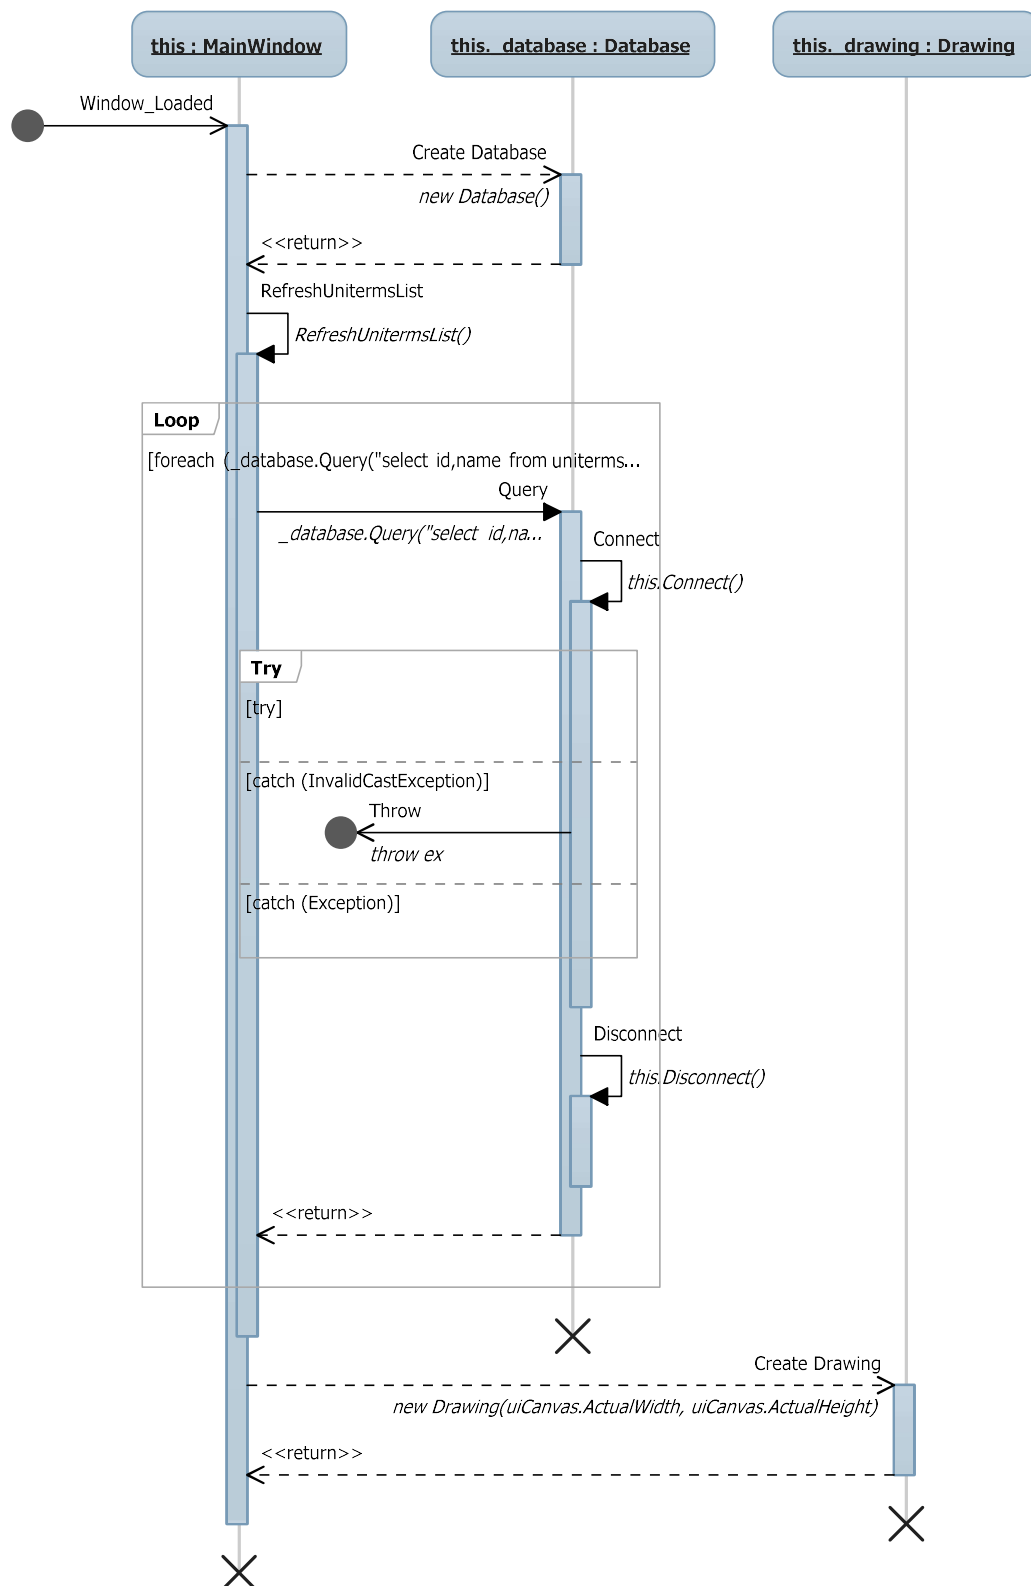 this : MainWindow
this._database : Database
this._drawing : Drawing
Window_Loaded
Create Database
new Database()
<<return>>
RefreshUnitermsList
RefreshUnitermsList()
Loop
[foreach (_database.Query("select id,name from uniterms...
Query
_database.Query("select id,na...
Connect
this.Connect()
Try
[try]
[catch (InvalidCastException)]
Throw
throw ex
[catch (Exception)]
Disconnect
this.Disconnect()
<<return>>
Create Drawing
new Drawing(uiCanvas.ActualWidth, uiCanvas.ActualHeight)
<<return>>